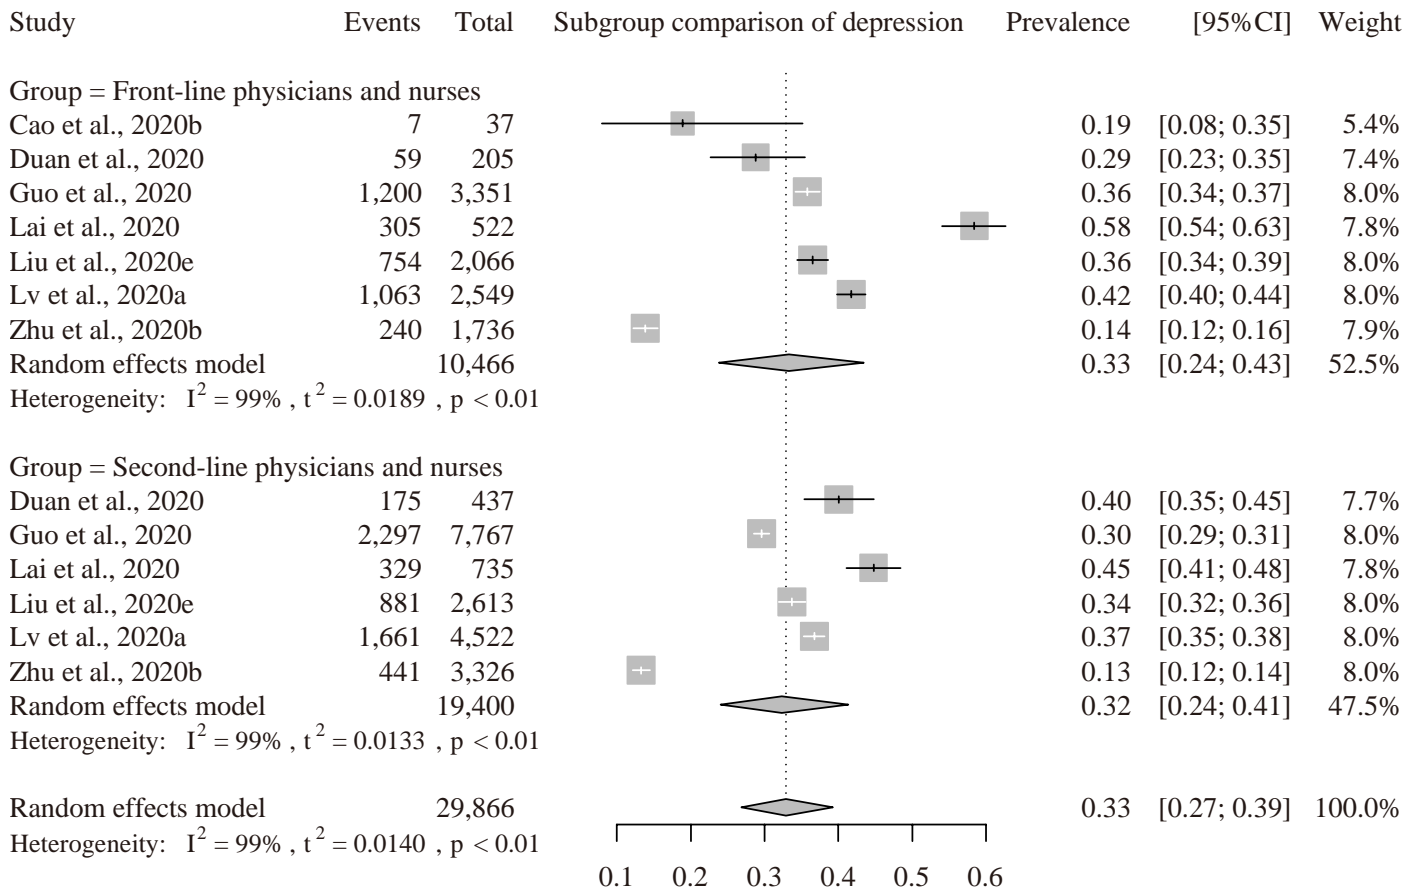 Study Events Total Subgroup comparison of depression Prevalence [95%CI] Weight
Group = Front-line physicians and nurses
Cao et al., 2020b 7 37 0.19 [0.08; 0.35] 5.4%
Duan et al., 2020 59 205 0.29 [0.23; 0.35] 7.4%
Guo et al., 2020 1,200 3,351 0.36 [0.34; 0.37] 8.0%
Lai et al., 2020 305 522 0.58 [0.54; 0.63] 7.8%
Liu et al., 2020e 754 2,066 0.36 [0.34; 0.39] 8.0%
Lv et al., 2020a 1,063 2,549 0.42 [0.40; 0.44] 8.0%
Zhu et al., 2020b 240 1,736 0.14 [0.12; 0.16] 7.9%
Random effects model 10,466 0.33 [0.24; 0.43] 52.5%
Heterogeneity: I² = 99% , t² = 0.0189 , p < 0.01
Group = Second-line physicians and nurses
Duan et al., 2020 175 437 0.40 [0.35; 0.45] 7.7%
Guo et al., 2020 2,297 7,767 0.30 [0.29; 0.31] 8.0%
Lai et al., 2020 329 735 0.45 [0.41; 0.48] 7.8%
Liu et al., 2020e 881 2,613 0.34 [0.32; 0.36] 8.0%
Lv et al., 2020a 1,661 4,522 0.37 [0.35; 0.38] 8.0%
Zhu et al., 2020b 441 3,326 0.13 [0.12; 0.14] 8.0%
Random effects model 19,400 0.32 [0.24; 0.41] 47.5%
Heterogeneity: I² = 99% , t² = 0.0133 , p < 0.01
Random effects model 29,866 0.33 [0.27; 0.39] 100.0%
Heterogeneity: I² = 99% , t² = 0.0140 , p < 0.01
0.1 0.2 0.3 0.4 0.5 0.6